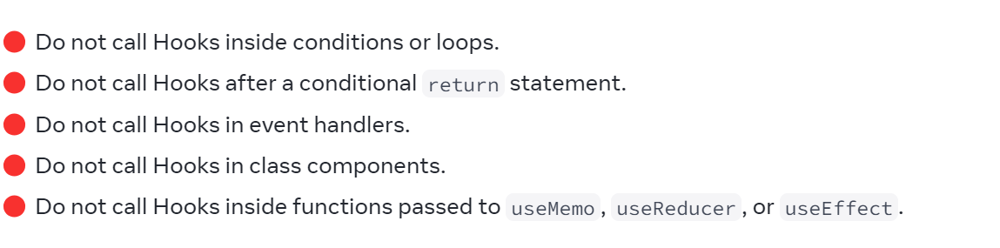 Do not call Hooks inside conditions or loops.
Do not call Hooks after a conditional return statement.
Do not call Hooks in event handlers.
Do not call Hooks in class components.
Do not call Hooks inside functions passed to useMemo, useReducer, or useEffect.